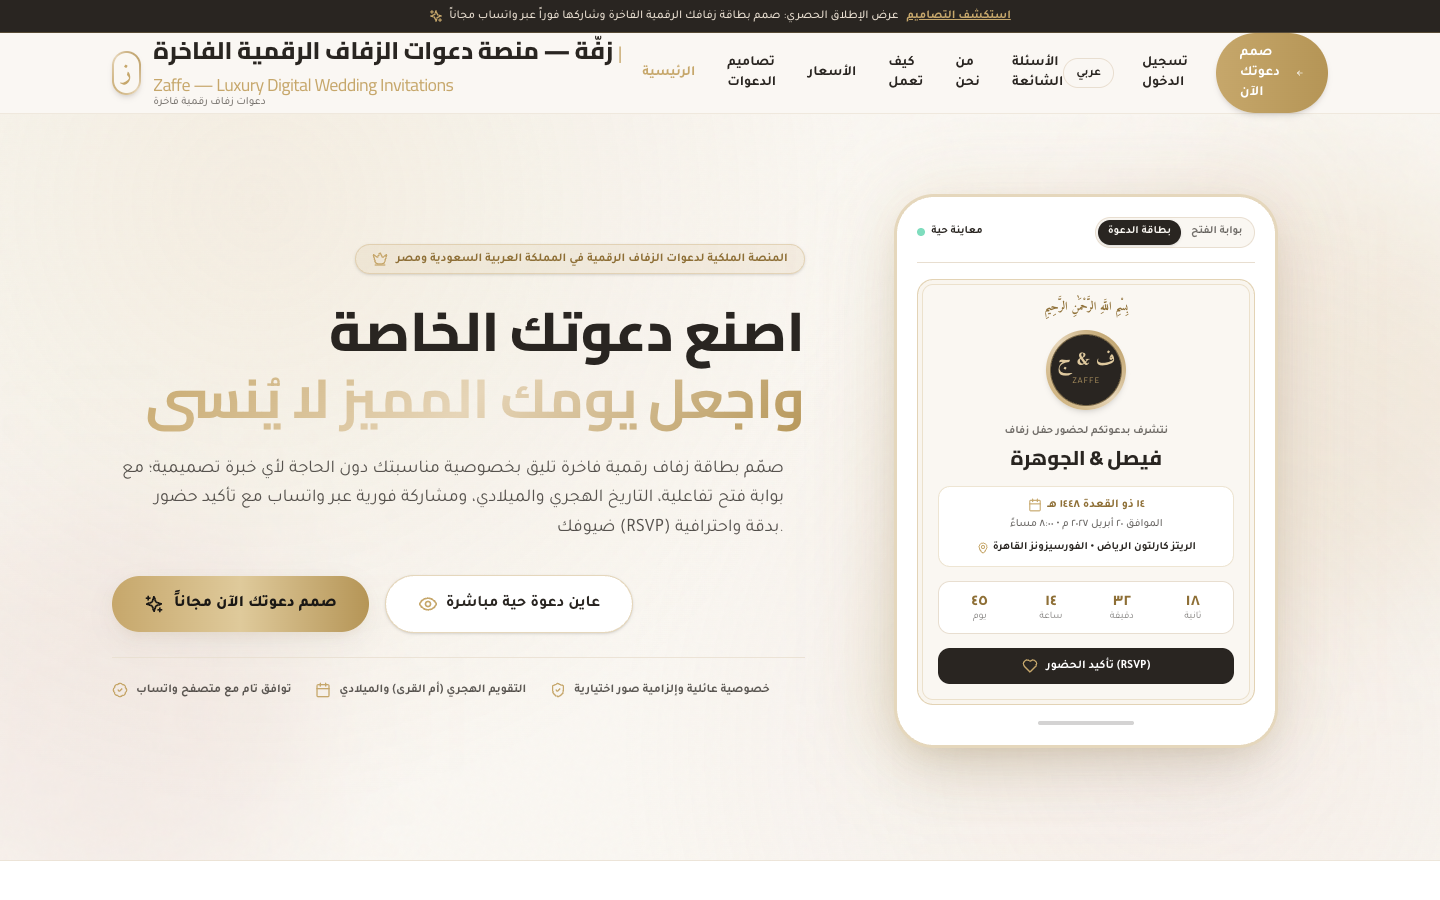 عرض الإطلاق الحصري: صمم بطاقة زفافك الرقمية الفاخرة وشاركها فوراً عبر واتساب مجاناً استكشف التصاميم
ز
زفّة — منصة دعوات الزفاف الرقمية الفاخرة |
Zaffe — Luxury Digital Wedding Invitations
دعوات زفاف رقمية فاخرة
الرئيسية
تصاميم الدعوات
الأسعار
كيف تعمل
من نحن
الأسئلة الشائعة
عربي
تسجيل الدخول
صمم دعوتك الآن
المنصة الملكية لدعوات الزفاف الرقمية في المملكة العربية السعودية ومصر
اصنع دعوتك الخاصة
واجعل يومك المميز لا يُنسى
صمّم بطاقة زفاف رقمية فاخرة تليق بخصوصية مناسبتك دون الحاجة لأي خبرة تصميمية؛ مع
بوابة فتح تفاعلية، التاريخ الهجري والميلادي، ومشاركة فورية عبر واتساب مع تأكيد حضور
ضيوفك (RSVP) بدقة واحترافية.
صمم دعوتك الآن مجاناً
عاين دعوة حية مباشرة
توافق تام مع متصفح واتساب
التقويم الهجري (أم القرى) والميلادي
خصوصية عائلية وإلزامية صور اختيارية
معاينة حية
بطاقة الدعوة
بوابة الفتح
بِسْمِ اللَّهِ الرَّحْمَٰنِ الرَّحِيمِ
ف & ج
ZAFFE
نتشرف بدعوتكم لحضور حفل زفاف
فيصل & الجوهرة
١٤ ذو القعدة ١٤٤٨ هـ
الموافق ٢٠ أبريل ٢٠٢٧ م • ٨:٠٠ مساءً
الريتز كارلتون الرياض • الفورسيزونز القاهرة
١٨ ثانية
٣٢ دقيقة
١٤ ساعة
٤٥ يوم
تأكيد الحضور (RSVP)